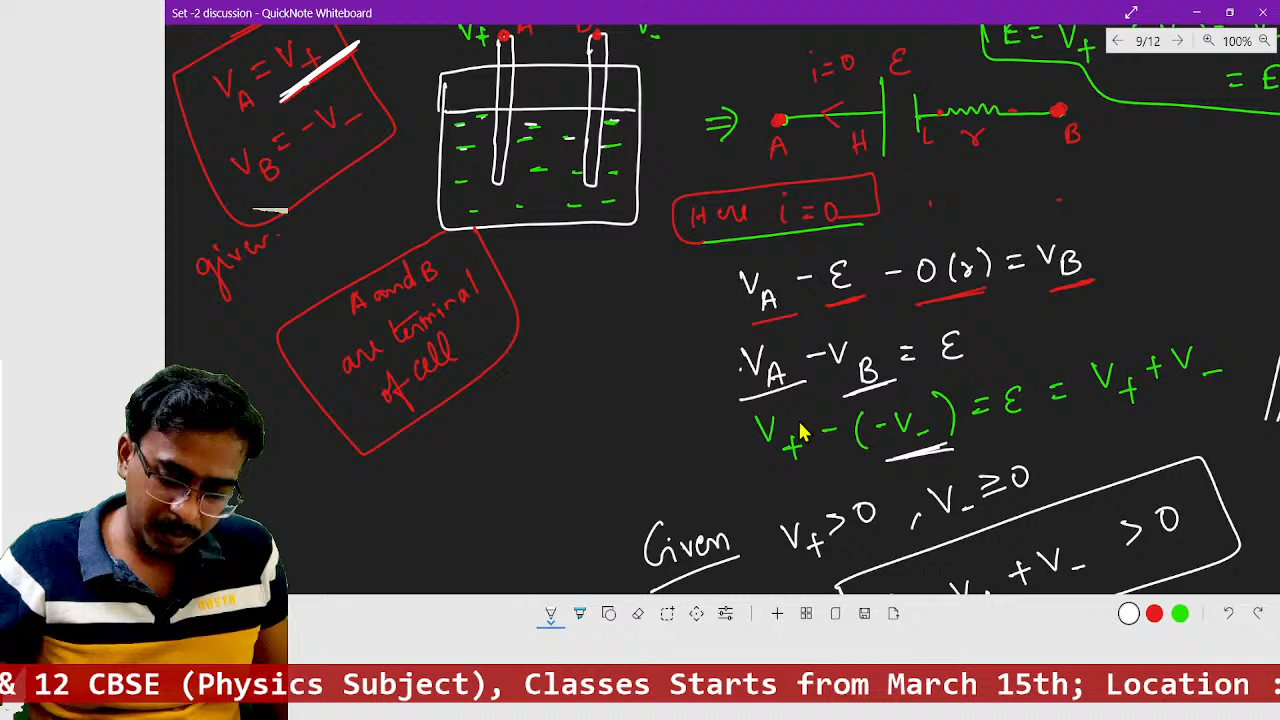 Set -2 discussion - QuickNote Whiteboard
9/12
100%
V_A = V_+
V_B = -V_-
given.
V_+ A
V_-
A and B
are terminal
of cell
⇒
i=0 ε
A H L r B
E = V_+
= E
Here i=0
V_A - ε - 0(r) = V_B
V_A - V_B = ε
V_+ - (-V_-) = ε = V_+ + V_-
Given V_+ > 0 , V_- ≥ 0
+ V_- > 0
& 12 CBSE (Physics Subject), Classes Starts from March 15th; Location :